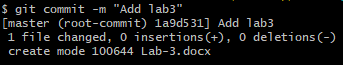 $ git commit -m "Add lab3"
[master (root-commit) 1a9d531] Add lab3
 1 file changed, 0 insertions(+), 0 deletions(-)
 create mode 100644 Lab-3.docx